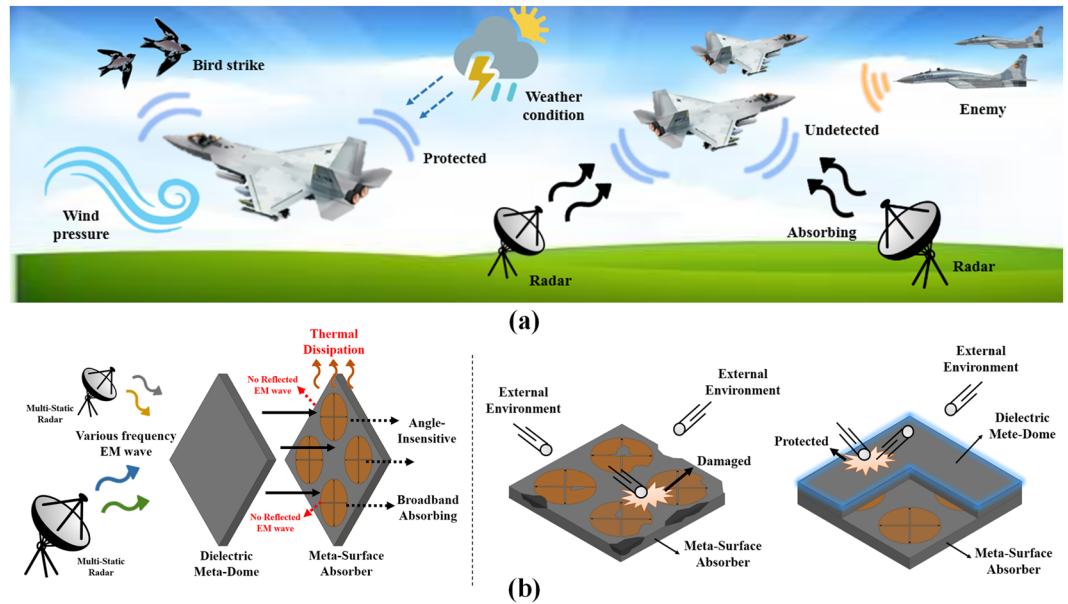 Bird strike
Weather
condition
Protected
Wind
pressure
Radar
Undetected
Enemy
Absorbing
Radar
(a)
Thermal
Dissipation
No Reflected
EM wave
Multi-Static
Radar
Various frequency
EM wave
Angle-
Insensitive
Broadband
Absorbing
No Reflected
EM wave
Multi-Static
Radar
Dielectric
Meta-Dome
Meta-Surface
Absorber
External
Environment
External
Environment
Damaged
Meta-Surface
Absorber
External
Environment
Protected
Dielectric
Mete-Dome
Meta-Surface
Absorber
(b)